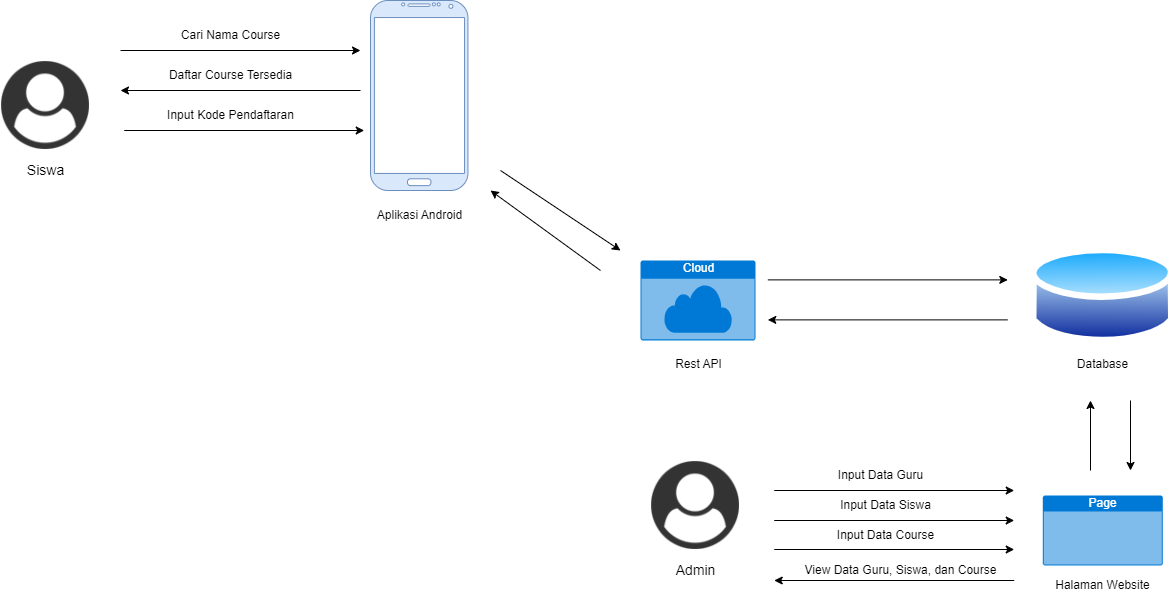 Cari Nama Course
Daftar Course Tersedia
Input Kode Pendaftaran
Siswa
Aplikasi Android
Cloud
Rest API
Database
Input Data Guru
Input Data Siswa
Input Data Course
View Data Guru, Siswa, dan Course
Admin
Page
Halaman Website